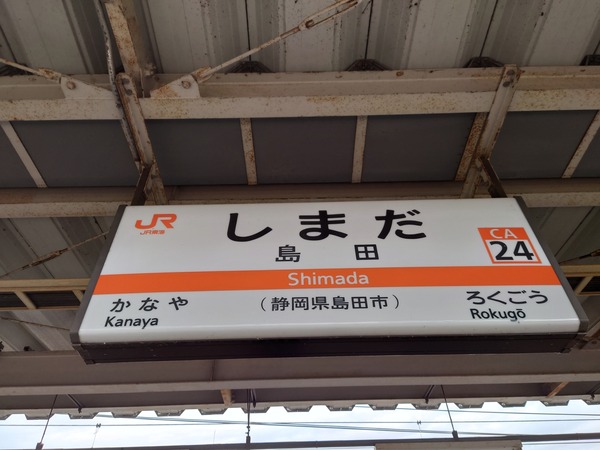 JR
JR東海
しまだ
島田
CA
24
Shimada
かなや
Kanaya
(静岡県島田市)
ろくごう
Rokugō